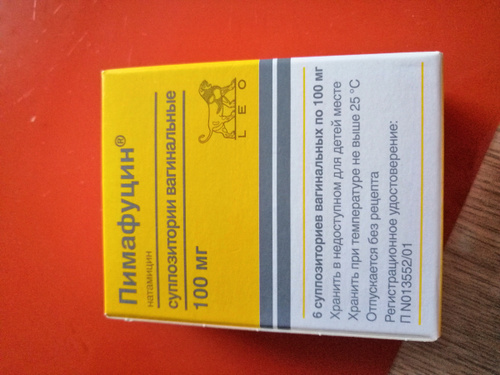 Пимафуцин®
натамицин
суппозитории вагинальные
100 мг
LEO
6 суппозиториев вагинальных по 100 мг
Хранить в недоступном для детей месте
Хранить при температуре не выше 25 °С
Отпускается без рецепта
Регистрационное удостоверение:
П N013552/01